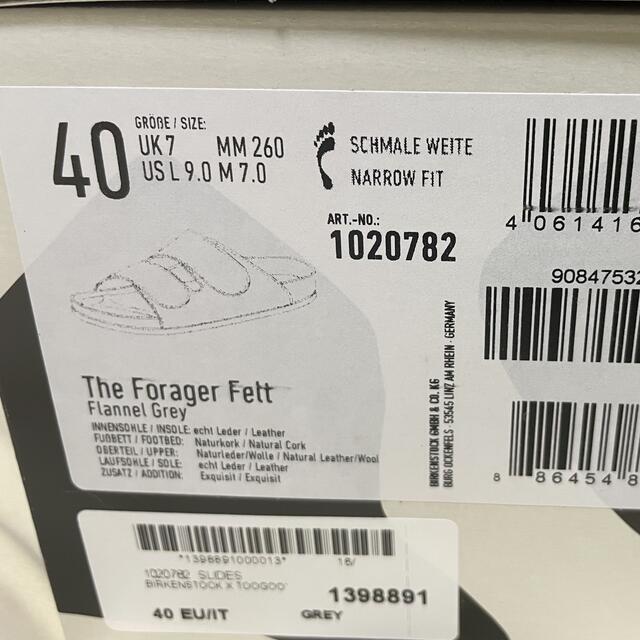 40
GRÖßE / SIZE:
UK 7 MM 260
US L 9.0 M 7.0
SCHMALE WEITE
NARROW FIT
ART.-NO.:
1020782
4 061416
90847532
The Forager Fett
Flannel Grey
INNENSOHLE / INSOLE: echt Leder / Leather
FUßBETT / FOOTBED: Naturkork / Natural Cork
OBERTEIL / UPPER: Naturleder/Wolle / Natural Leather/Wool
LAUFSOHLE / SOLE: echt Leder / Leather
ZUSATZ / ADDITION: Exquisit / Exquisit
BIRKENSTOCK GMBH & CO. KG
BURG OCKENFELS · 53545 LINZ AM RHEIN · GERMANY
8 86454 8
*1398891000013* 16/
1020782 SLIDES
BIRKENSTOCK X TOOGOO
1398891
40 EU/IT GREY